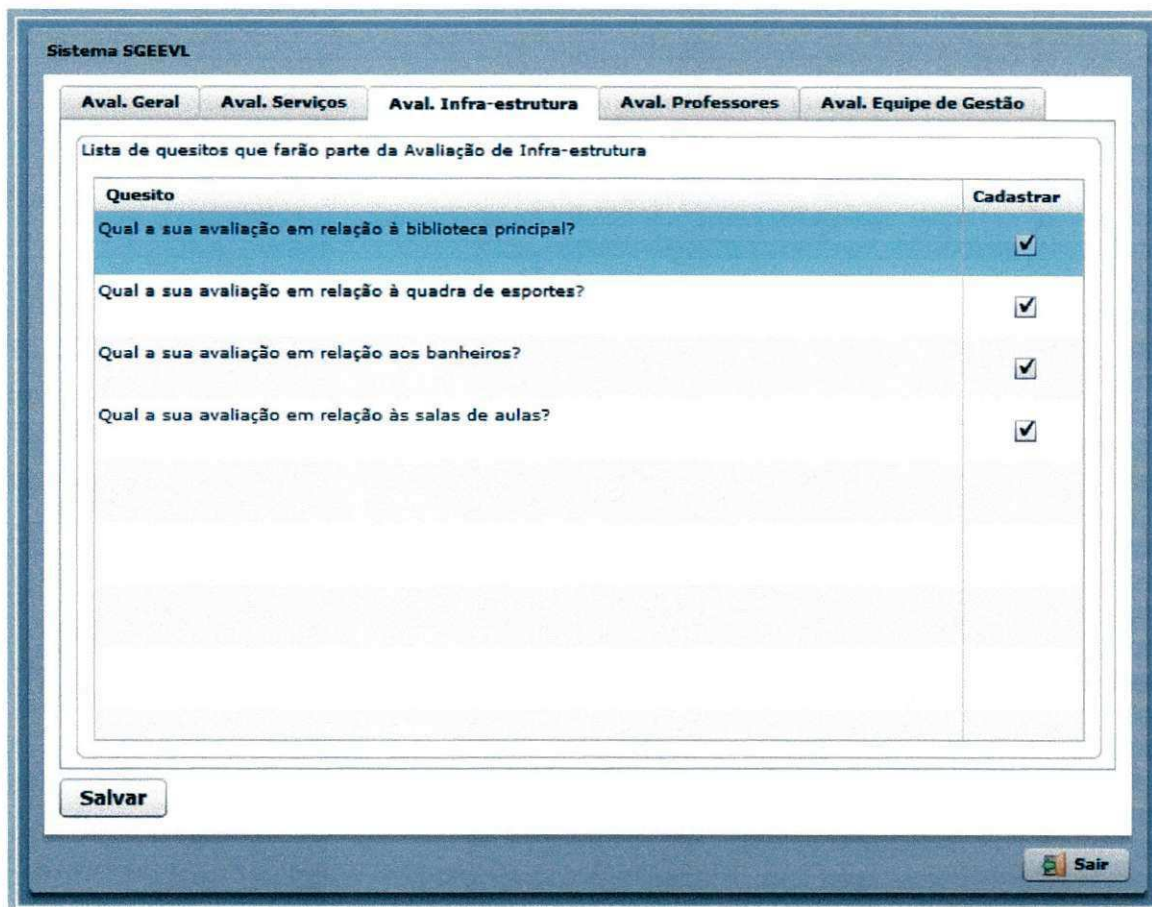 Sistema SGEEVL
Aval. Geral Aval. Serviços Aval. Infra-estrutura Aval. Professores Aval. Equipe de Gestão
Lista de quesitos que farão parte da Avaliação de Infra-estrutura
Quesito Cadastrar
Qual a sua avaliação em relação à biblioteca principal?
Qual a sua avaliação em relação à quadra de esportes?
Qual a sua avaliação em relação aos banheiros?
Qual a sua avaliação em relação às salas de aulas?
Salvar
Sair